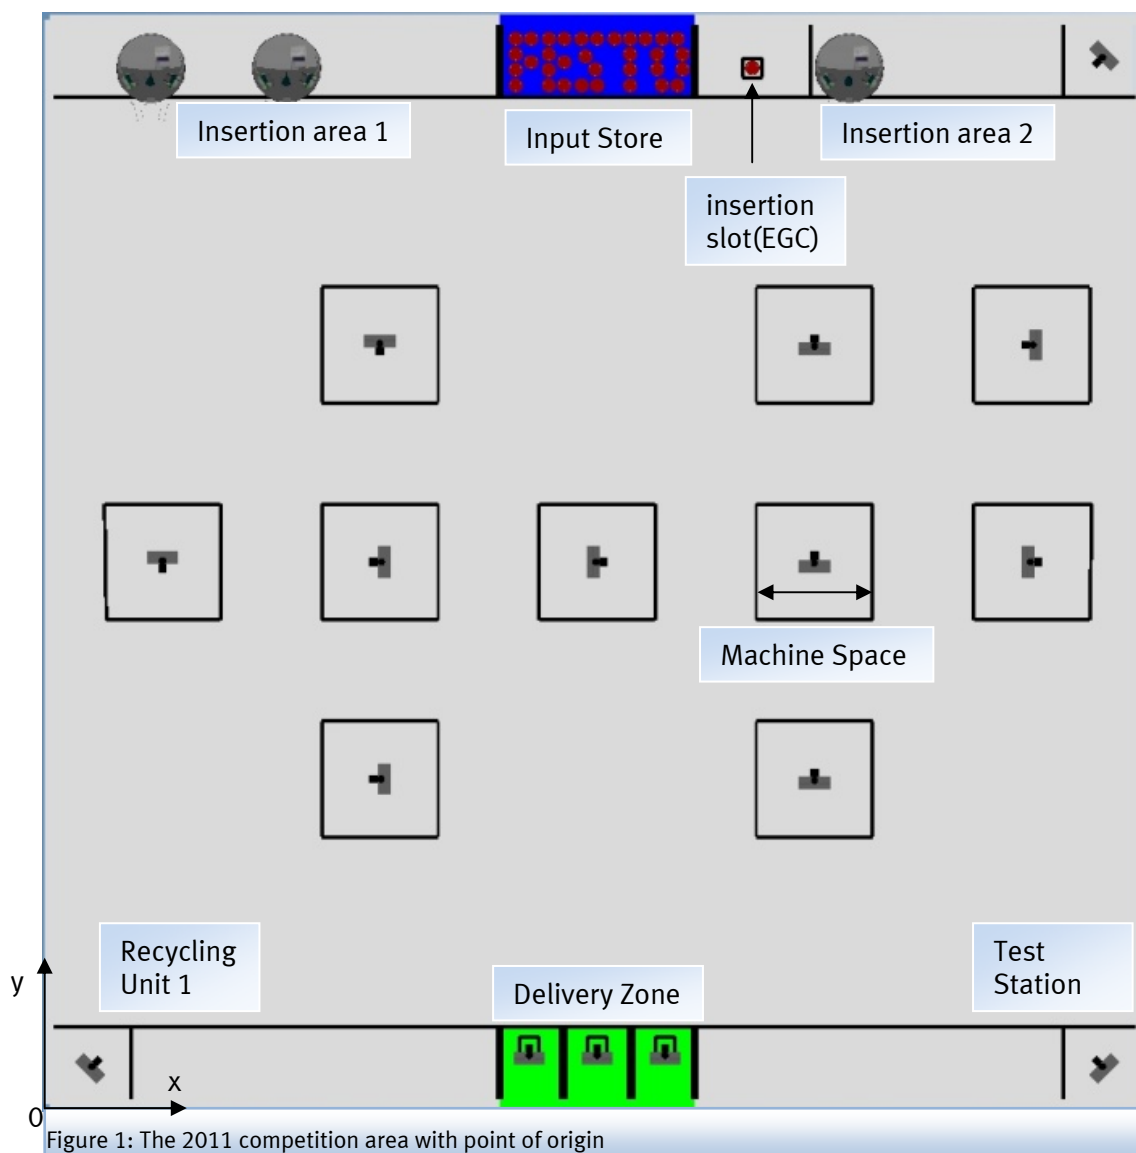 FESTO
Insertion area 1
Input Store
Insertion area 2
insertion
slot(EGC)
Machine Space
Recycling
Unit 1
Delivery Zone
Test
Station
y
x
0
Figure 1: The 2011 competition area with point of origin